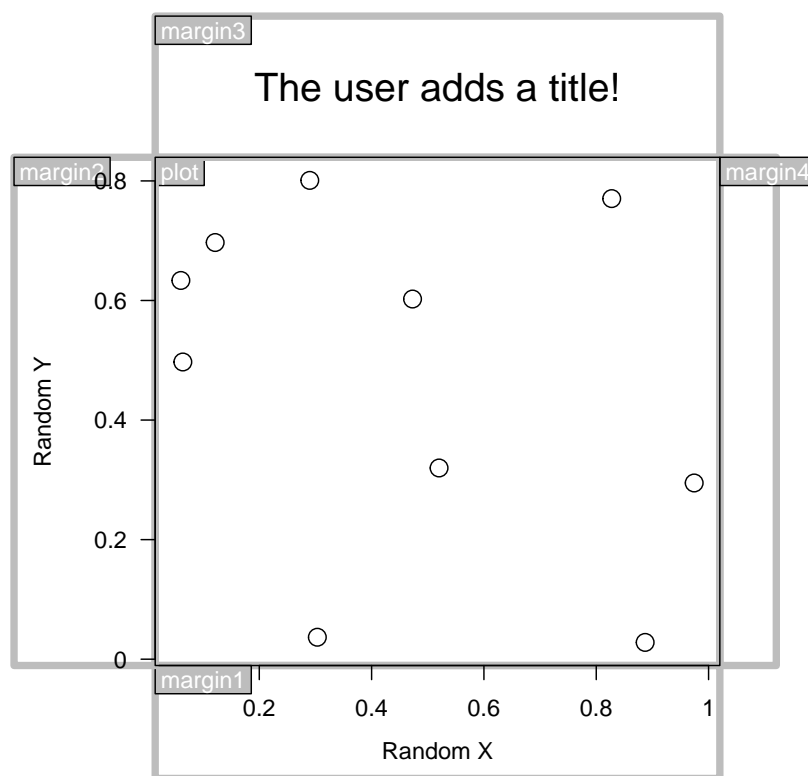 margin3
The user adds a title!
margin2
plot
margin4
0.8
0.6
0.4
0.2
0
Random Y
margin1
0.2 0.4 0.6 0.8 1
Random X